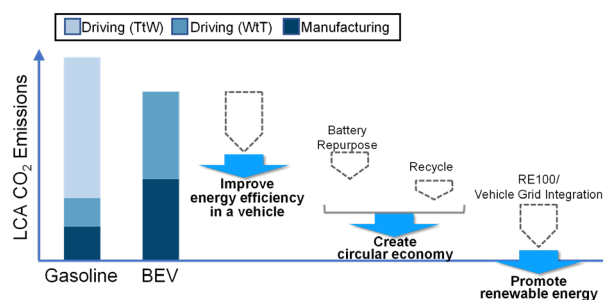 Driving (TtW) Driving (WtT) Manufacturing
LCA CO2 Emissions
Gasoline
BEV
Improve
energy efficiency
in a vehicle
Battery
Repurpose
Recycle
Create
circular economy
RE100/
Vehicle Grid Integration
Promote
renewable energy